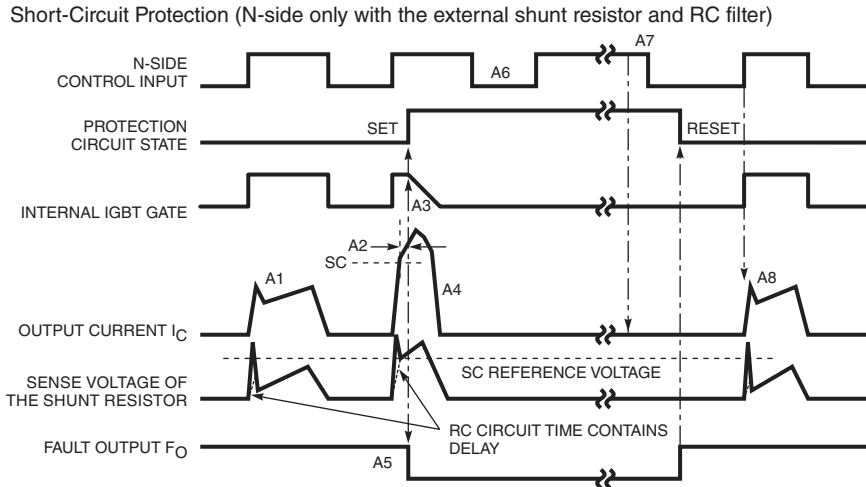 Short-Circuit Protection (N-side only with the external shunt resistor and RC filter)
A7
N-SIDE
CONTROL INPUT
A6
PROTECTION
CIRCUIT STATE
SET
RESET
INTERNAL IGBT GATE
A3
A2
SC
A1
A4
A8
OUTPUT CURRENT IC
SC REFERENCE VOLTAGE
SENSE VOLTAGE OF
THE SHUNT RESISTOR
RC CIRCUIT TIME CONTAINS
DELAY
FAULT OUTPUT FO
A5